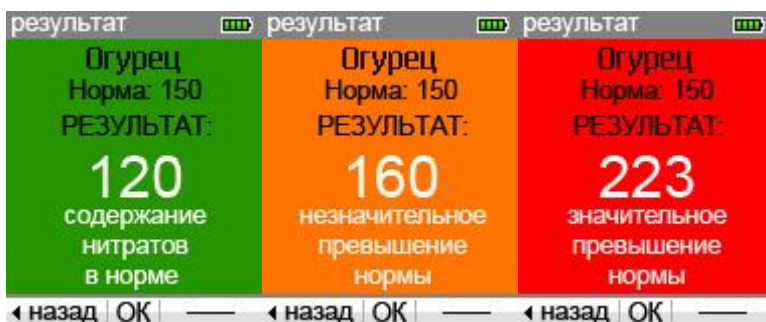 результат
Огурец
Норма: 150
РЕЗУЛЬТАТ:
120
содержание
нитратов
в норме
назад ОК
результат
Огурец
Норма: 150
РЕЗУЛЬТАТ:
160
незначительное
превышение
нормы
назад ОК
результат
Огурец
Норма: 150
РЕЗУЛЬТАТ:
223
значительное
превышение
нормы
назад ОК